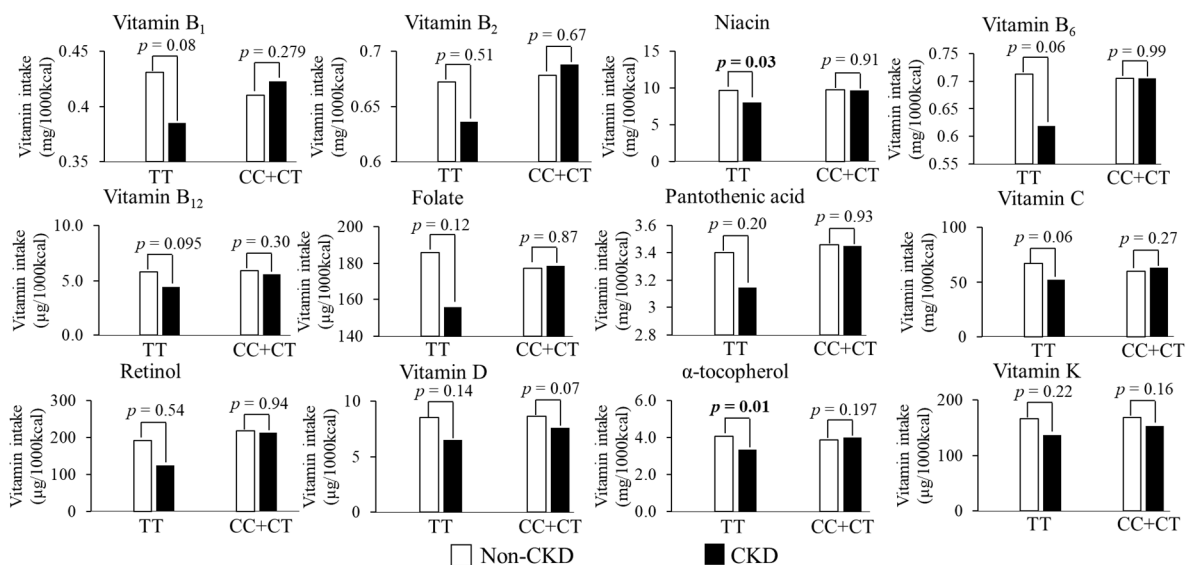 Vitamin B₁
Vitamin intake
(mg/1000kcal)
0.45
0.4
0.35
p = 0.08
p = 0.279
TT
CC+CT
Vitamin B₂
Vitamin intake
(mg/1000kcal)
0.7
0.65
0.6
p = 0.51
p = 0.67
TT
CC+CT
Niacin
Vitamin intake
(mg/1000kcal)
15
10
5
0
p = 0.03
p = 0.91
TT
CC+CT
Vitamin B₆
Vitamin intake
(mg/1000kcal)
0.75
0.7
0.65
0.6
0.55
p = 0.06
p = 0.99
TT
CC+CT
Vitamin B₁₂
Vitamin intake
(µg/1000kcal)
10.0
5.0
0.0
p = 0.095
p = 0.30
TT
CC+CT
Folate
Vitamin intake
(µg/1000kcal)
200
180
160
140
p = 0.12
p = 0.87
TT
CC+CT
Pantothenic acid
Vitamin intake
(mg/1000kcal)
3.6
3.4
3.2
3
2.8
p = 0.20
p = 0.93
TT
CC+CT
Vitamin C
Vitamin intake
(mg/1000kcal)
100
50
0
p = 0.06
p = 0.27
TT
CC+CT
Retinol
Vitamin intake
(µg/1000kcal)
300
200
100
0
p = 0.54
p = 0.94
TT
CC+CT
Vitamin D
Vitamin intake
(µg/1000kcal)
10
5
0
p = 0.14
p = 0.07
TT
CC+CT
α-tocopherol
Vitamin intake
(mg/1000kcal)
6.0
4.0
2.0
0.0
p = 0.01
p = 0.197
TT
CC+CT
Vitamin K
Vitamin intake
(µg/1000kcal)
200
100
0
p = 0.22
p = 0.16
TT
CC+CT
Non-CKD
CKD